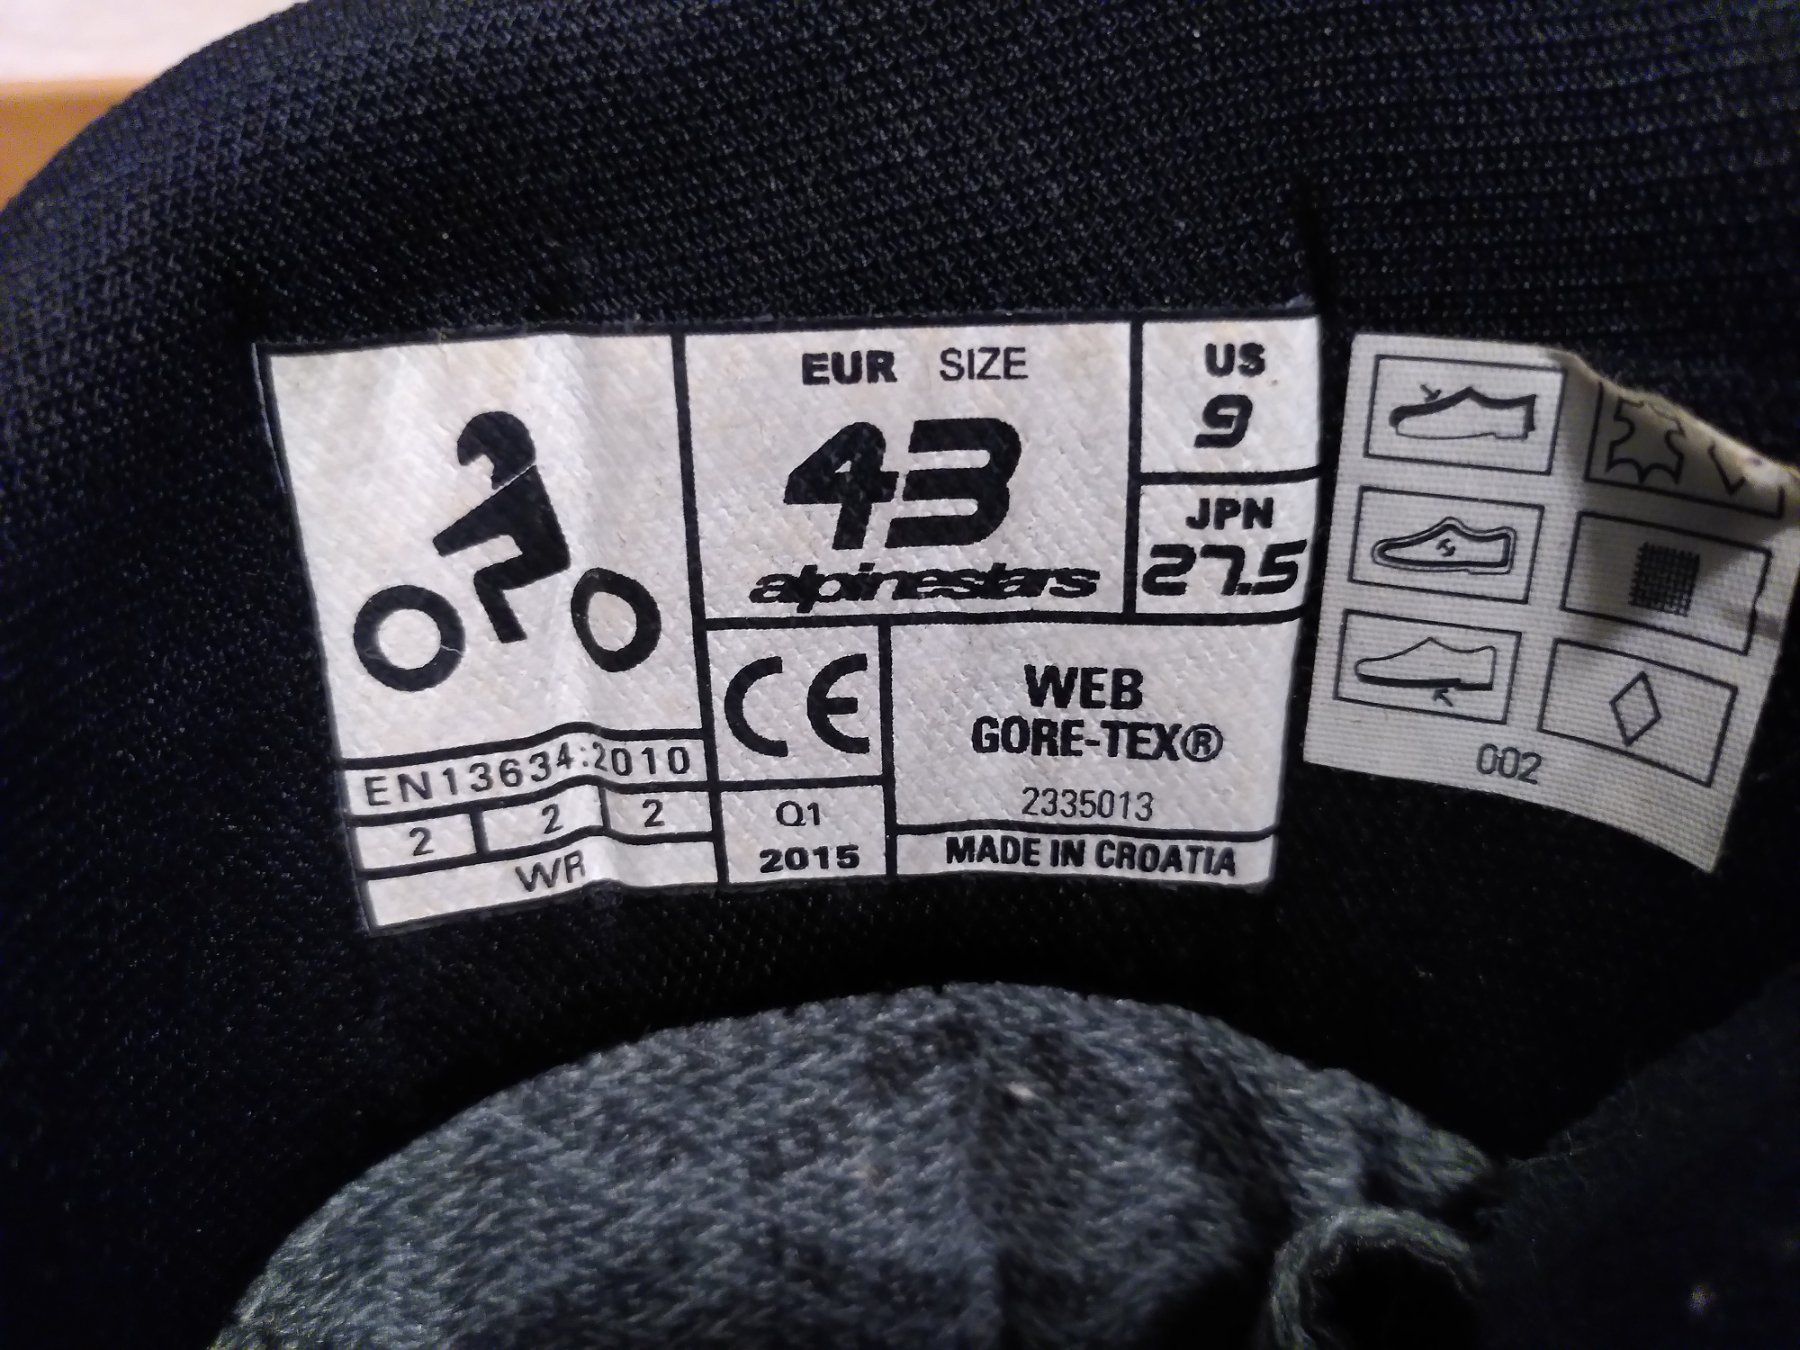 EUR SIZE
43
alpinestars
US
9
JPN
27.5
EN13634:2010
2 2 2
WR
CE
Q1
2015
WEB
GORE-TEX®
2335013
MADE IN CROATIA
002